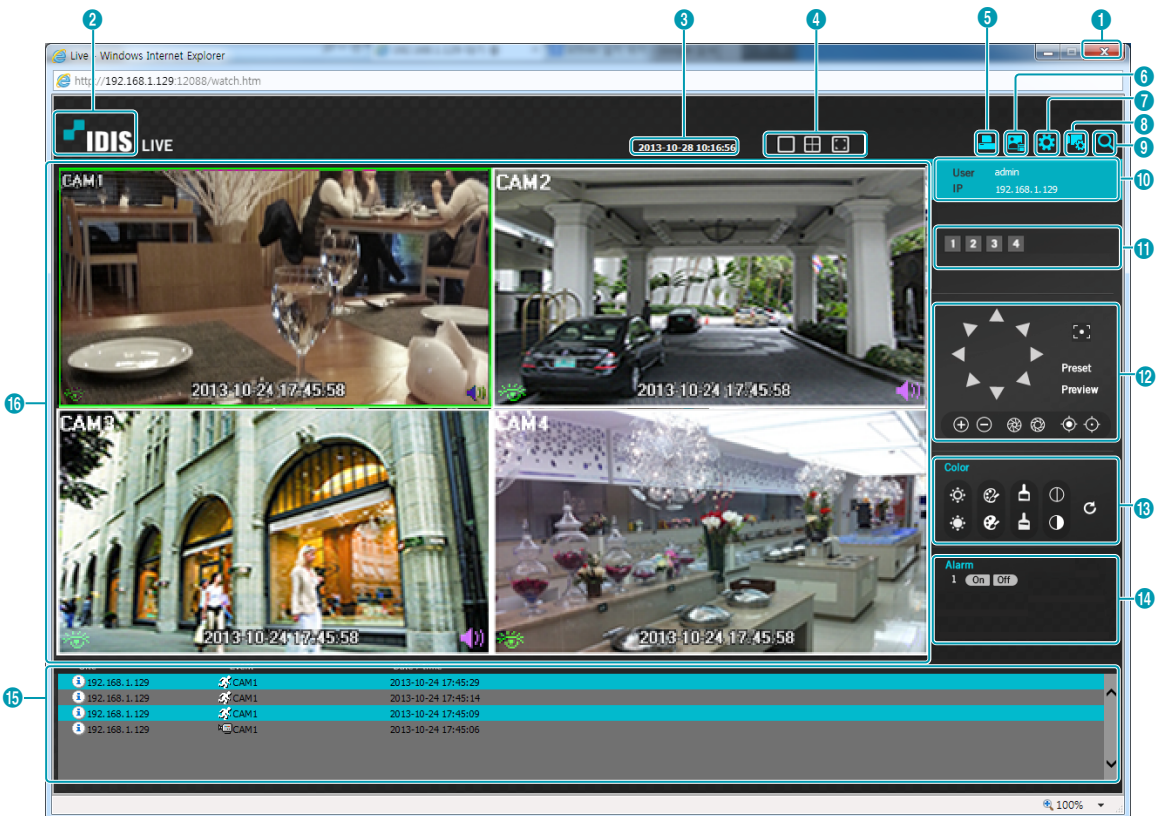 2
3
4
5
1
Live - Windows Internet Explorer
http://192.168.1.129:12088/watch.htm
6
7
8
9
IDIS LIVE
2013-10-28 10:16:56
CAM1
CAM2
User admin
IP 192.168.1.129
10
1 2 3 4
11
Preset
Preview
12
2013-10-24 17:45:58
2013-10-24 17:45:58
16
CAM3
CAM4
Color
13
Alarm
1 On Off
14
2013-10-24 17:45:58
2013-10-24 17:45:58
15
192.168.1.129 CAM1 2013-10-24 17:45:29
192.168.1.129 CAM1 2013-10-24 17:45:14
192.168.1.129 CAM1 2013-10-24 17:45:09
192.168.1.129 CAM1 2013-10-24 17:45:06
100%